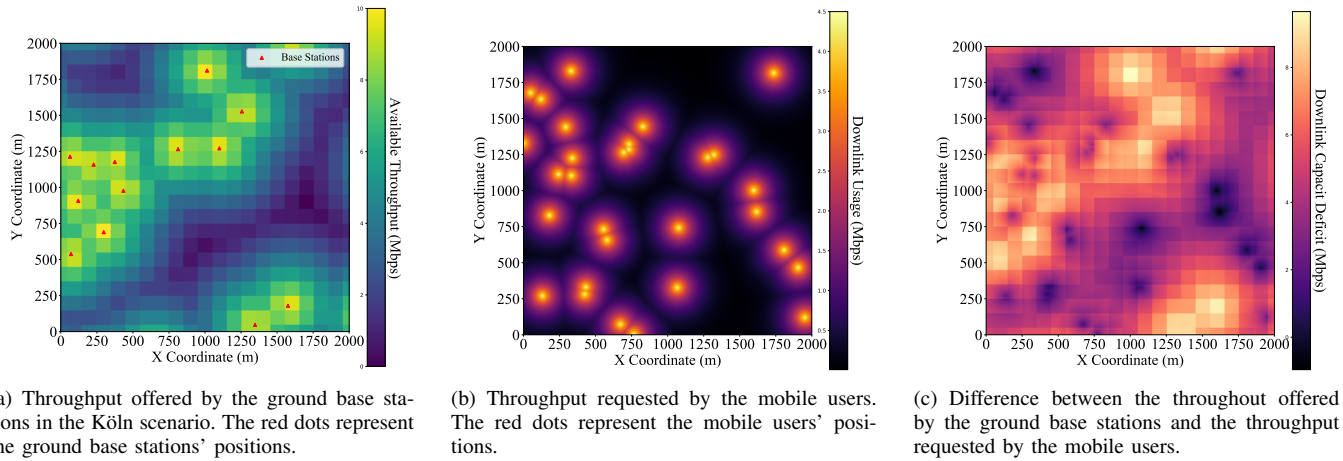 2000
1750
1500
1250
1000
750
500
250
0
0 250 500 750 1000 1250 1500 1750 2000
Y Coordinate (m)
X Coordinate (m)
Base Stations
10
8
6
4
2
0
Available Throughput (Mbps)
2000
1750
1500
1250
1000
750
500
250
0
0 250 500 750 1000 1250 1500 1750 2000
Y Coordinate (m)
X Coordinate (m)
4.5
4.0
3.5
3.0
2.5
2.0
1.5
1.0
0.5
Downlink Usage (Mbps)
2000
1750
1500
1250
1000
750
500
250
0
0 250 500 750 1000 1250 1500 1750 2000
Y Coordinate (m)
X Coordinate (m)
8
6
4
2
0
Downlink Capacit Deficit (Mbps)
a) Throughput offered by the ground base sta-
ons in the Köln scenario. The red dots represent
ne ground base stations' positions.
(b) Throughput requested by the mobile users.
The red dots represent the mobile users' posi-
tions.
(c) Difference between the throughout offered
by the ground base stations and the throughput
requested by the mobile users.